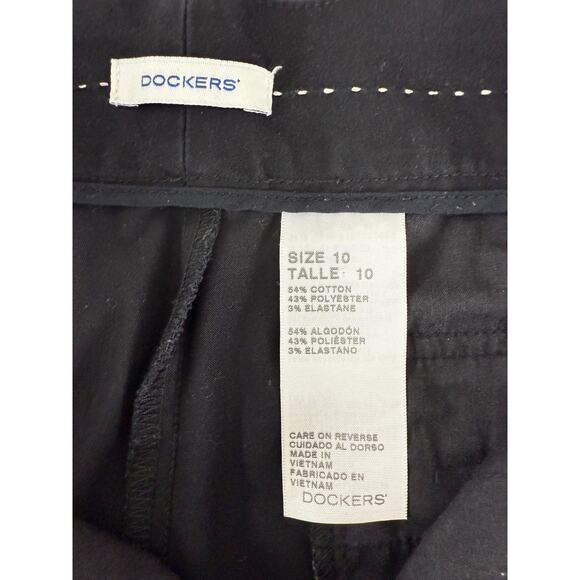 DOCKERS®
SIZE 10
TALLE: 10
54% COTTON
43% POLYESTER
3% ELASTANE
54% ALGODÓN
43% POLIÉSTER
3% ELASTANO
CARE ON REVERSE
CUIDADO AL DORSO
MADE IN
VIETNAM
FABRICADO EN
VIETNAM
DOCKERS®